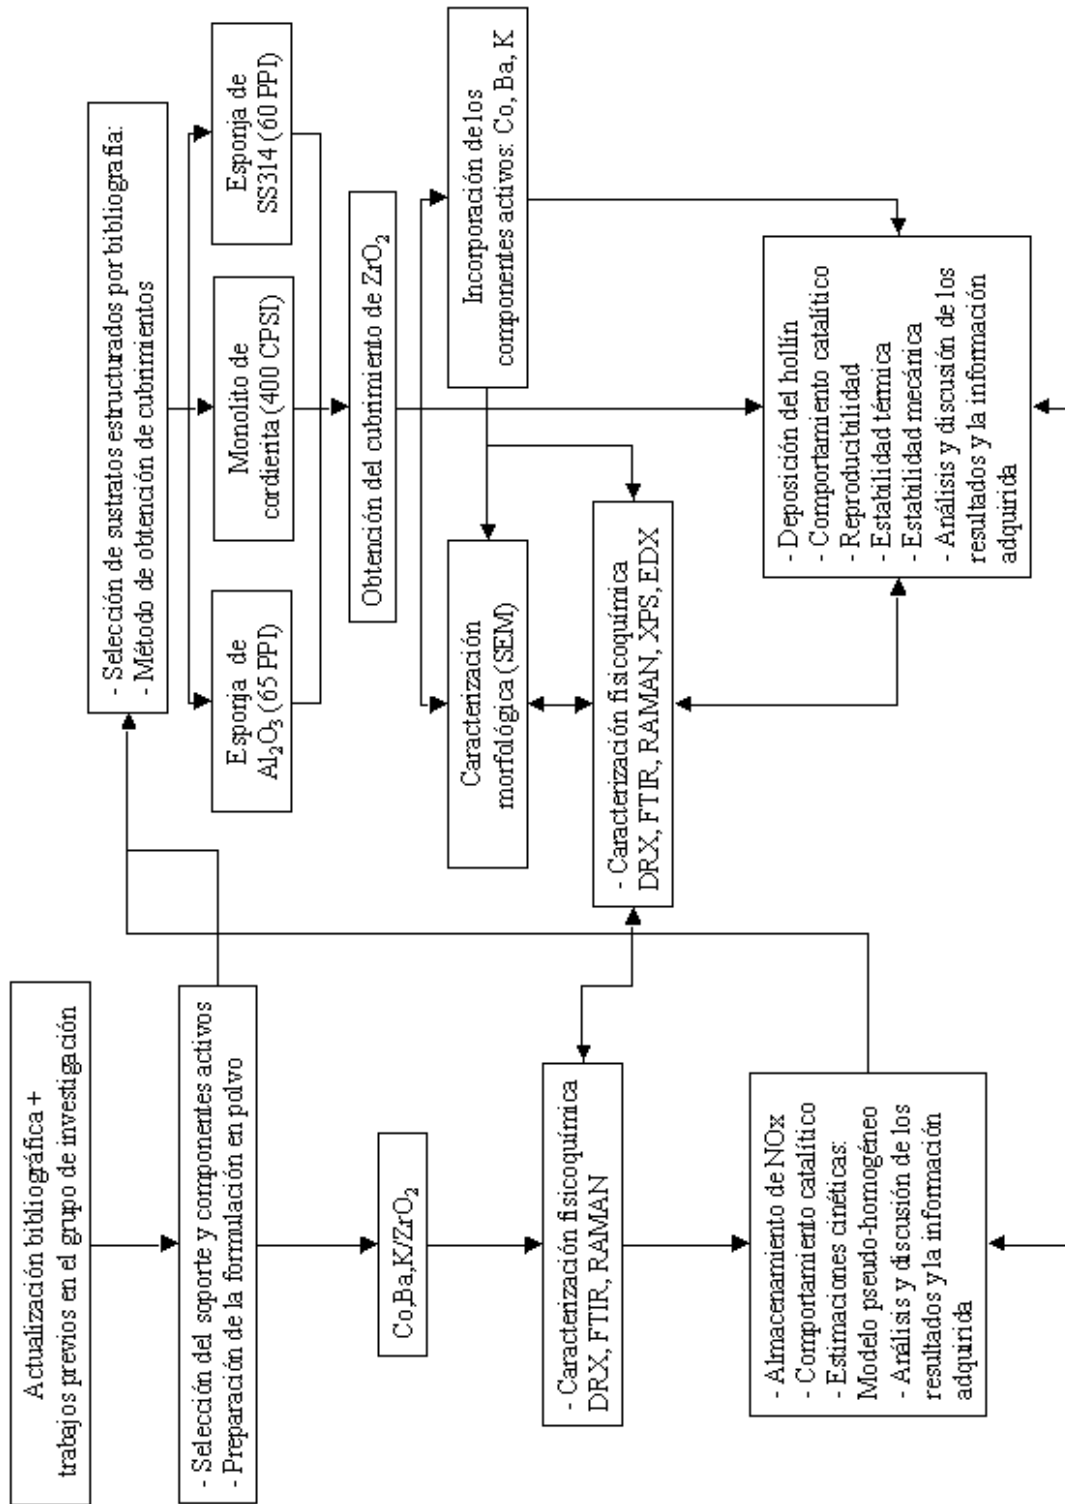 Actualización bibliográfica +
trabajos previos en el grupo de investigación
- Selección del soporte y componentes activos
- Preparación de la formulación en polvo
Co,Ba,K/ZrO₂
- Caracterización fisicoquímica
DRX, FTIR, RAMAN
- Almacenamiento de NOx
- Comportamiento catalítico
- Estimaciones cinéticas:
Modelo pseudo-homogéneo
- Análisis y discusión de los
resultados y la información
adquirida
- Selección de sustratos estructurados por bibliografía:
- Método de obtención de cubrimientos
Esponja de
Al₂O₃ (65 PPI)
Monolito de
cordierita (400 CPSI)
Esponja de
SS314 (60 PPI)
Obtención del cubrimiento de ZrO₂
Caracterización
morfológica (SEM)
Incorporación de los
componentes activos: Co, Ba, K
- Caracterización fisicoquímica
DRX, FTIR, RAMAN, XPS, EDX
- Deposición del hollín
- Comportamiento catalítico
- Reproducibilidad
- Estabilidad térmica
- Estabilidad mecánica
- Análisis y discusión de los
resultados y la información
adquirida